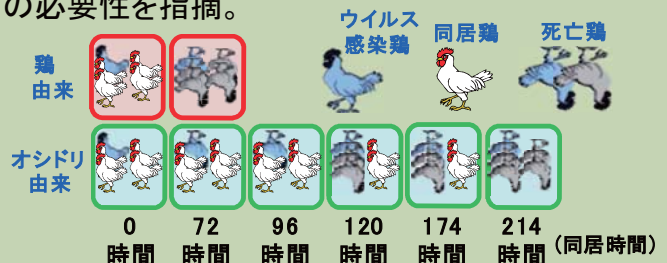 の必要性を指摘。
ウイルス
感染鶏
同居鶏
死亡鶏
鶏
由来
オシドリ
由来
0 72 96 120 174 214
時間 時間 時間 時間 時間 時間 (同居時間)